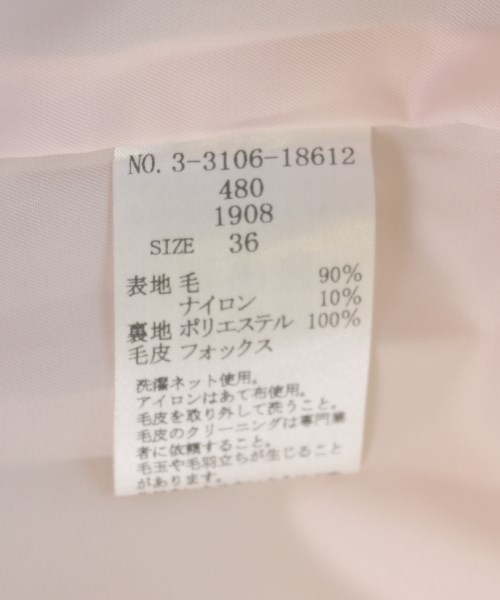 NO. 3-3106-18612
480
1908
SIZE 36
表地 毛 90%
ナイロン 10%
裏地 ポリエステル 100%
毛皮 フォックス
洗濯ネット使用。
アイロンはあて布使用。
毛皮を取り外して洗うこと。
毛皮のクリーニングは専門業
者に依頼すること。
毛玉や毛羽立ちが生じること
があります。